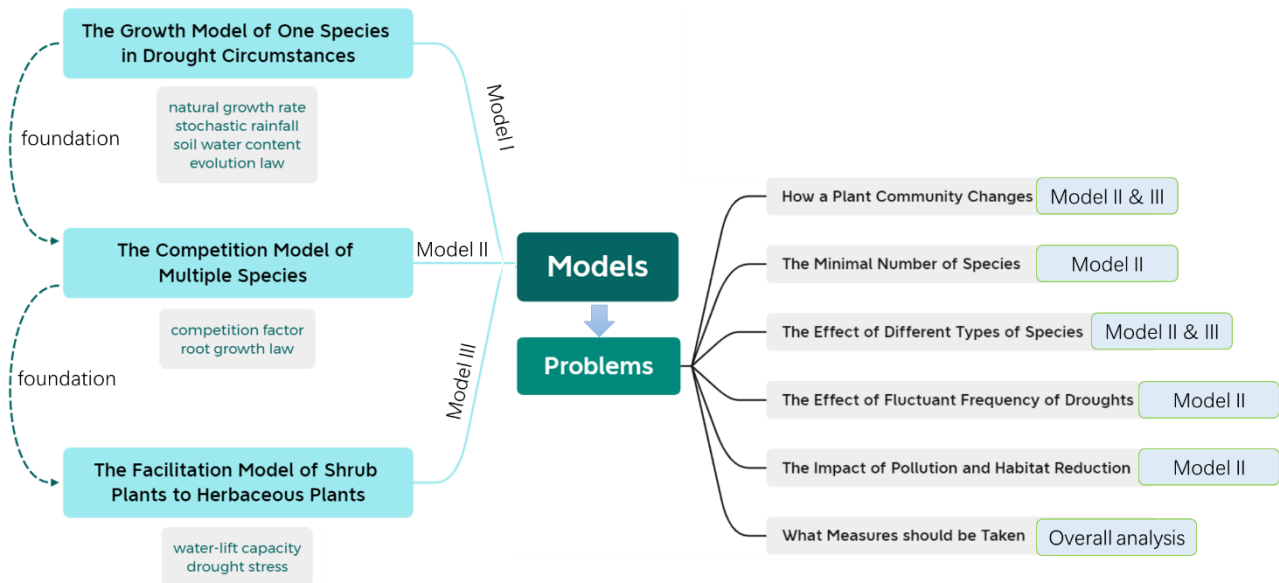 The Growth Model of One Species
in Drought Circumstances
natural growth rate
stochastic rainfall
soil water content
evolution law
foundation
Model I
The Competition Model of
Multiple Species
Model II
competition factor
root growth law
foundation
Model III
The Facilitation Model of Shrub
Plants to Herbaceous Plants
water-lift capacity
drought stress
Models
Problems
How a Plant Community Changes Model II & III
The Minimal Number of Species Model II
The Effect of Different Types of Species Model II & III
The Effect of Fluctuant Frequency of Droughts Model II
The Impact of Pollution and Habitat Reduction Model II
What Measures should be Taken Overall analysis